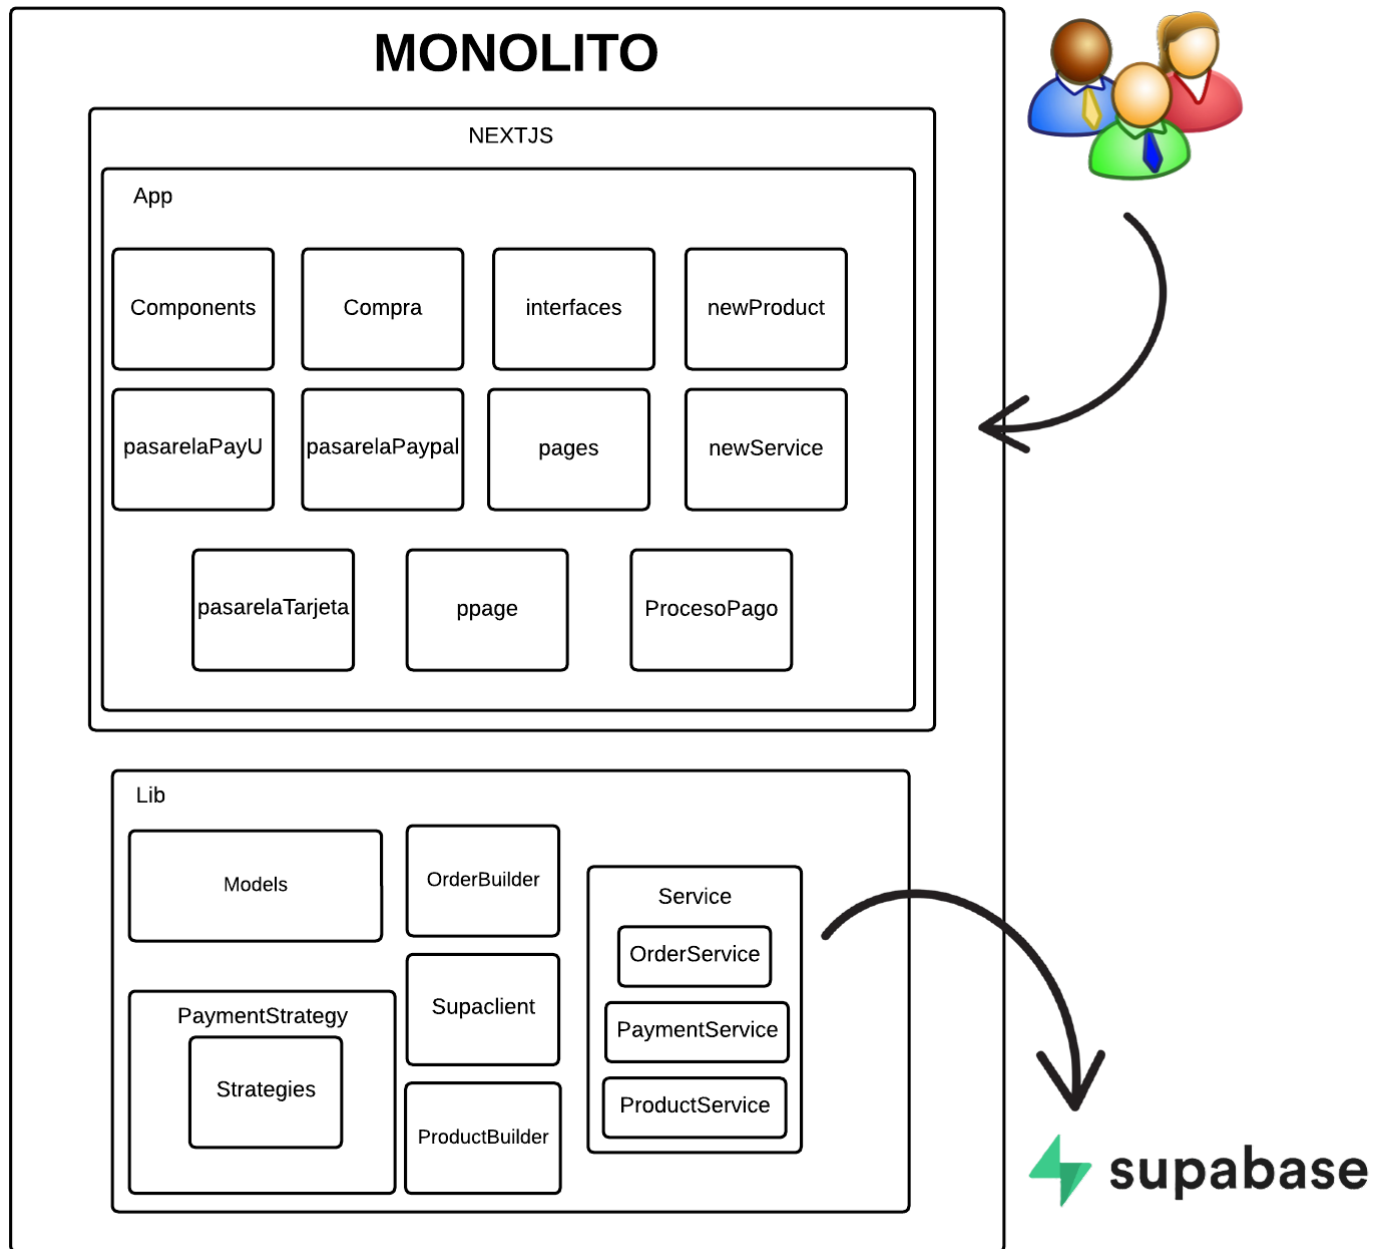 MONOLITO
NEXTJS
App
Components
Compra
interfaces
newProduct
pasarelaPayU
pasarelaPaypal
pages
newService
pasarelaTarjeta
ppage
ProcesoPago
Lib
Models
OrderBuilder
Service
OrderService
PaymentStrategy
Supaclient
PaymentService
Strategies
ProductService
ProductBuilder
supabase